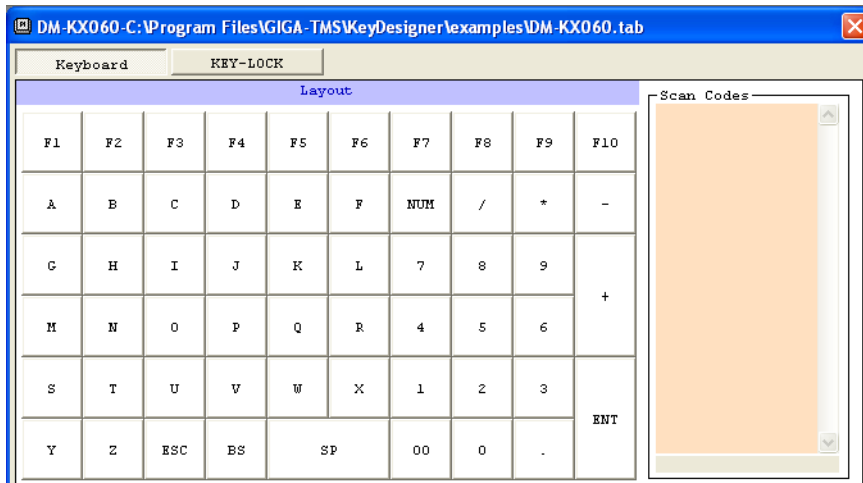 DM-KX060-C:\Program Files\GIGA-TMS\KeyDesigner\examples\DM-KX060.tab
Keyboard KEY-LOCK
Layout
Scan Codes
F1 F2 F3 F4 F5 F6 F7 F8 F9 F10
A B C D E F NUM / * -
G H I J K L 7 8 9
+
M N O P Q R 4 5 6
S T U V W X 1 2 3
ENT
Y Z ESC BS SP 00 0 .